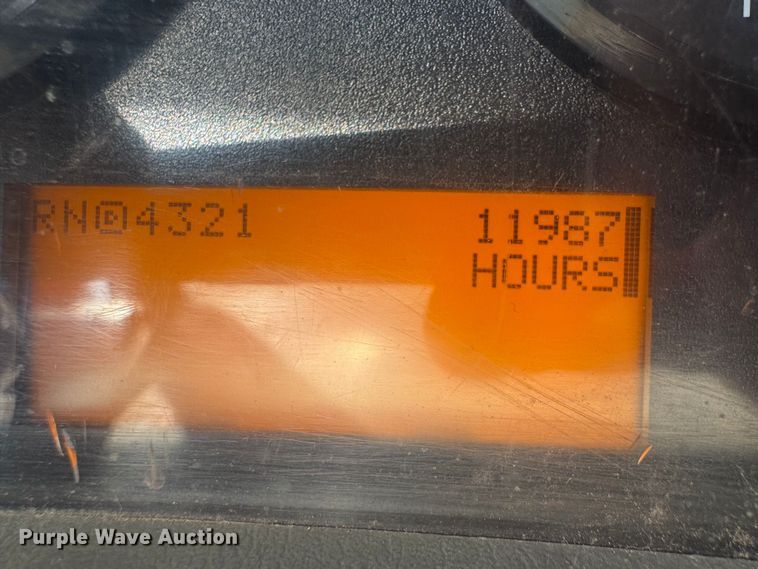 RN 4321 11987
HOURS
Purple Wave Auction